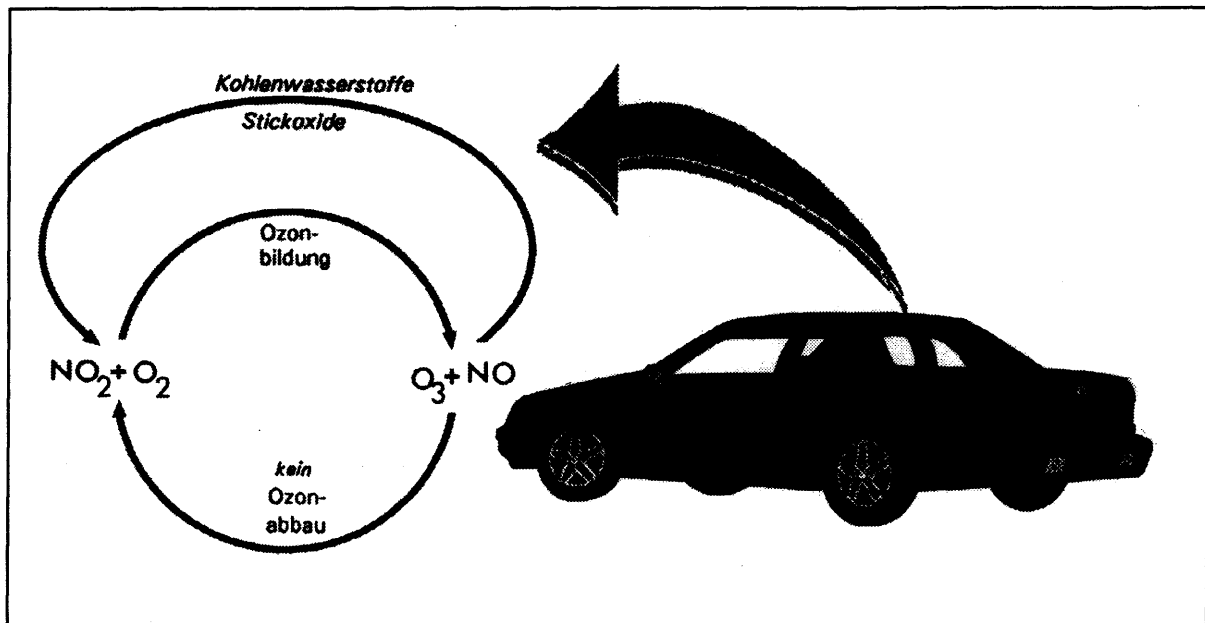 Kohlenwasserstoffe
Stickoxide
Ozon-
bildung
NO₂+ O₂
O₃+ NO
kein
Ozon-
abbau